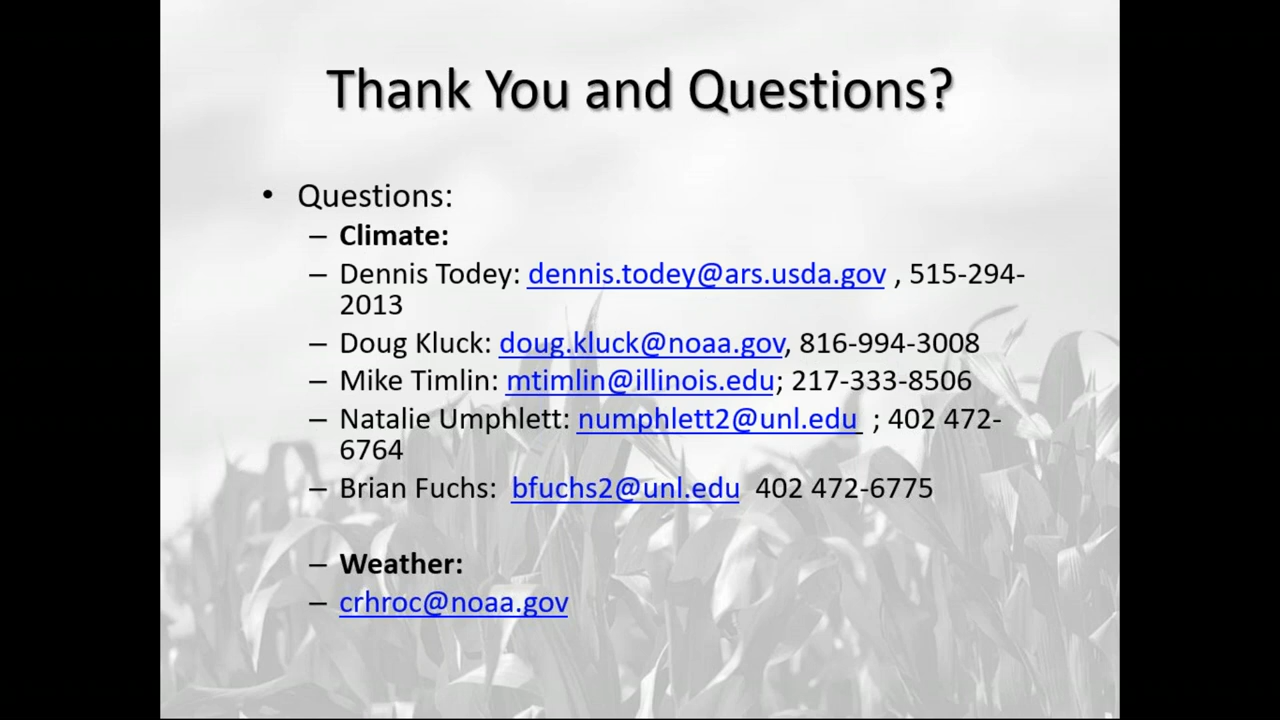 Thank You and Questions?
• Questions:
– Climate:
– Dennis Todey: dennis.todey@ars.usda.gov , 515-294-
2013
– Doug Kluck: doug.kluck@noaa.gov, 816-994-3008
– Mike Timlin: mtimlin@illinois.edu; 217-333-8506
– Natalie Umphlett: numphlett2@unl.edu ; 402 472-
6764
– Brian Fuchs: bfuchs2@unl.edu 402 472-6775
– Weather:
– crhroc@noaa.gov